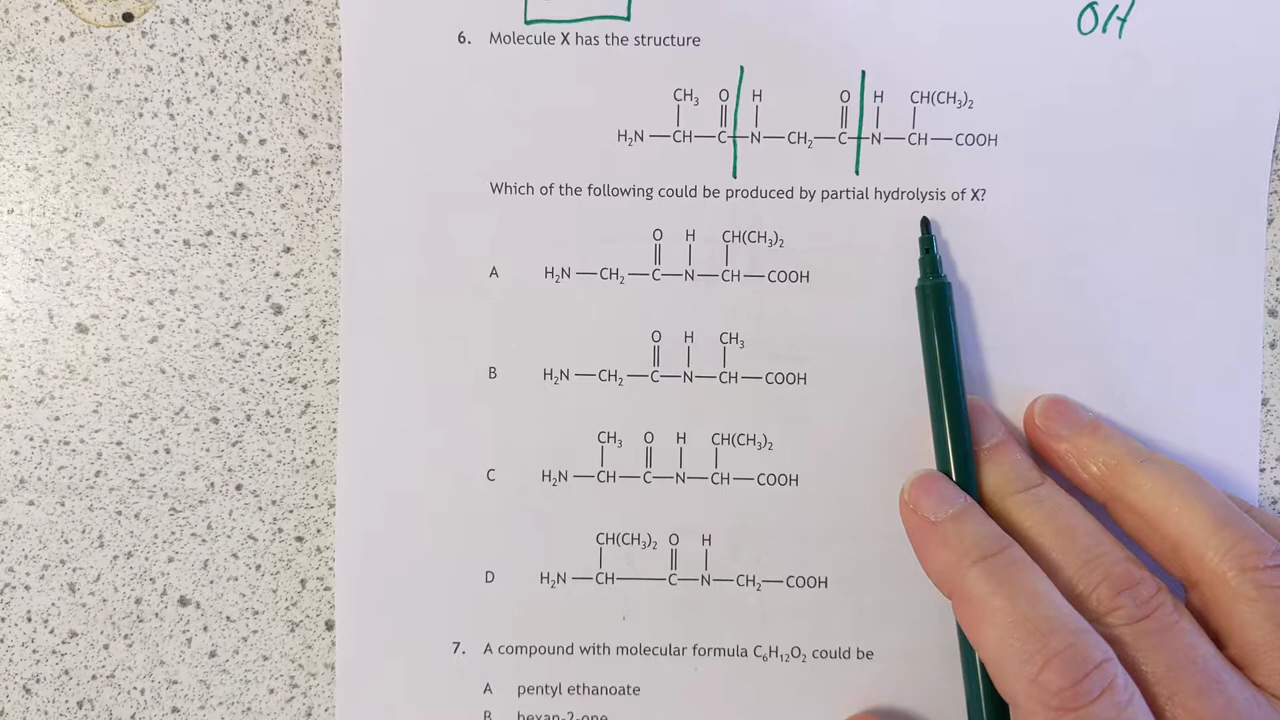 OH
6. Molecule X has the structure
CH₃ O H O H CH(CH₃)₂
H₂N—CH—C—N—CH₂—C—N—CH—COOH
Which of the following could be produced by partial hydrolysis of X?
O H CH(CH₃)₂
A H₂N—CH₂—C—N—CH—COOH
O H CH₃
B H₂N—CH₂—C—N—CH—COOH
CH₃ O H CH(CH₃)₂
C H₂N—CH—C—N—CH—COOH
CH(CH₃)₂ O H
D H₂N—CH—C—N—CH₂—COOH
7. A compound with molecular formula C₆H₁₂O₂ could be
A pentyl ethanoate
B hexan-2-one